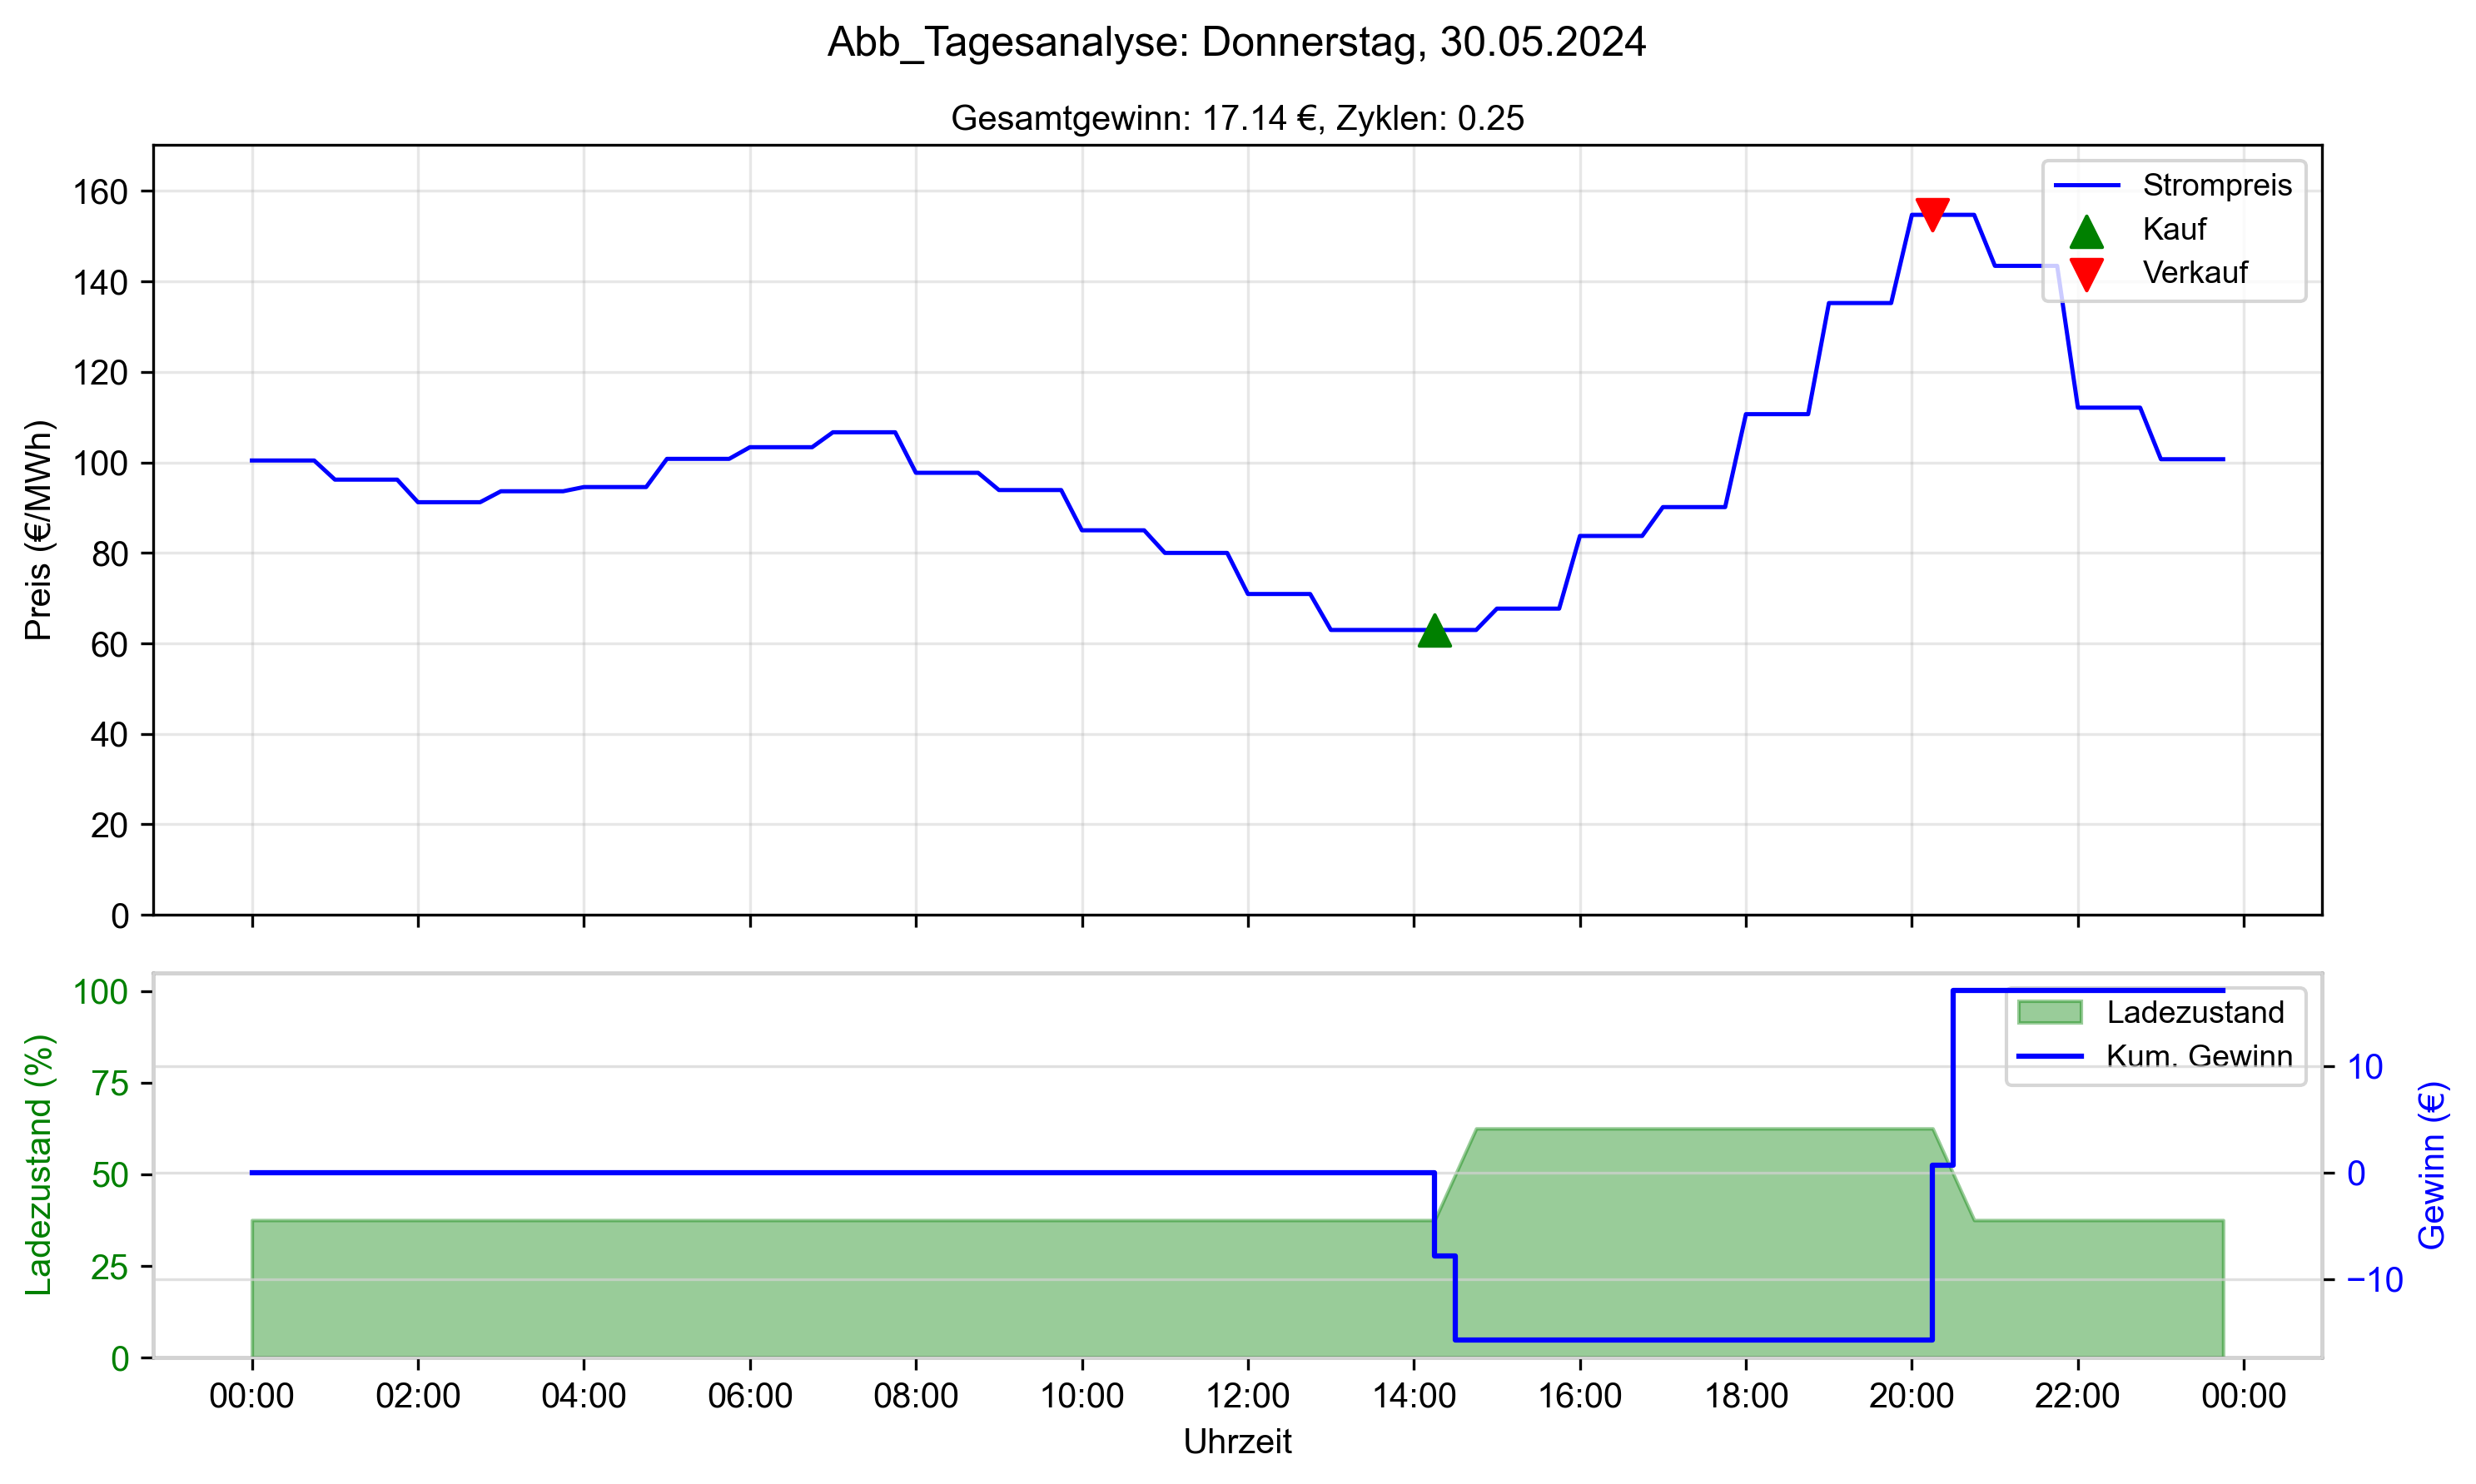 Abb_Tagesanalyse: Donnerstag, 30.05.2024
Gesamtgewinn: 17.14 €, Zyklen: 0.25
Preis (€/MWh)
160
140
120
100
80
60
40
20
0
Strompreis
Kauf
Verkauf
Ladezustand (%)
100
75
50
25
0
Ladezustand
Kum. Gewinn
10
0
−10
Gewinn (€)
00:00 02:00 04:00 06:00 08:00 10:00 12:00 14:00 16:00 18:00 20:00 22:00 00:00
Uhrzeit